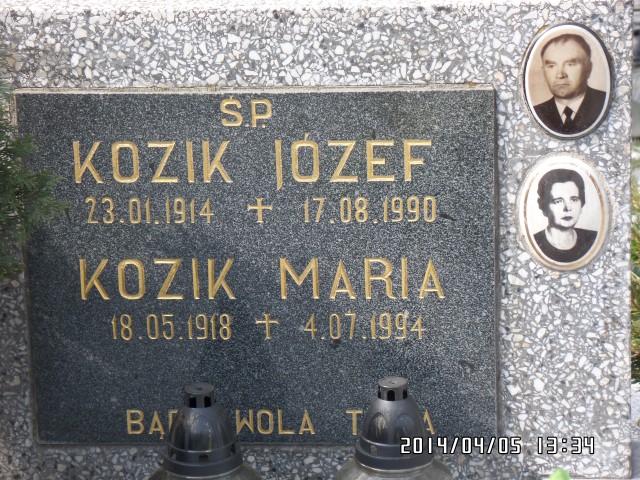 Ś.P.
KOZIK JÓZEF
23.01.1914 + 17.08.1990
KOZIK MARIA
18.05.1918 + 4.07.1994
WOLA
2014/04/05 13:34